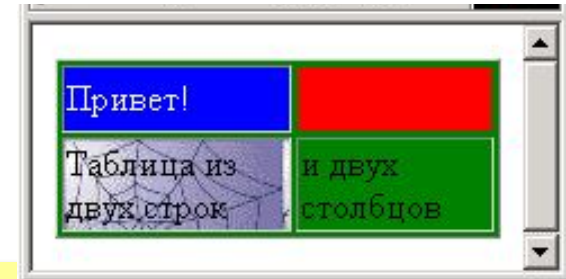 Привет!
Таблица из
двух строк
и двух
столбцов